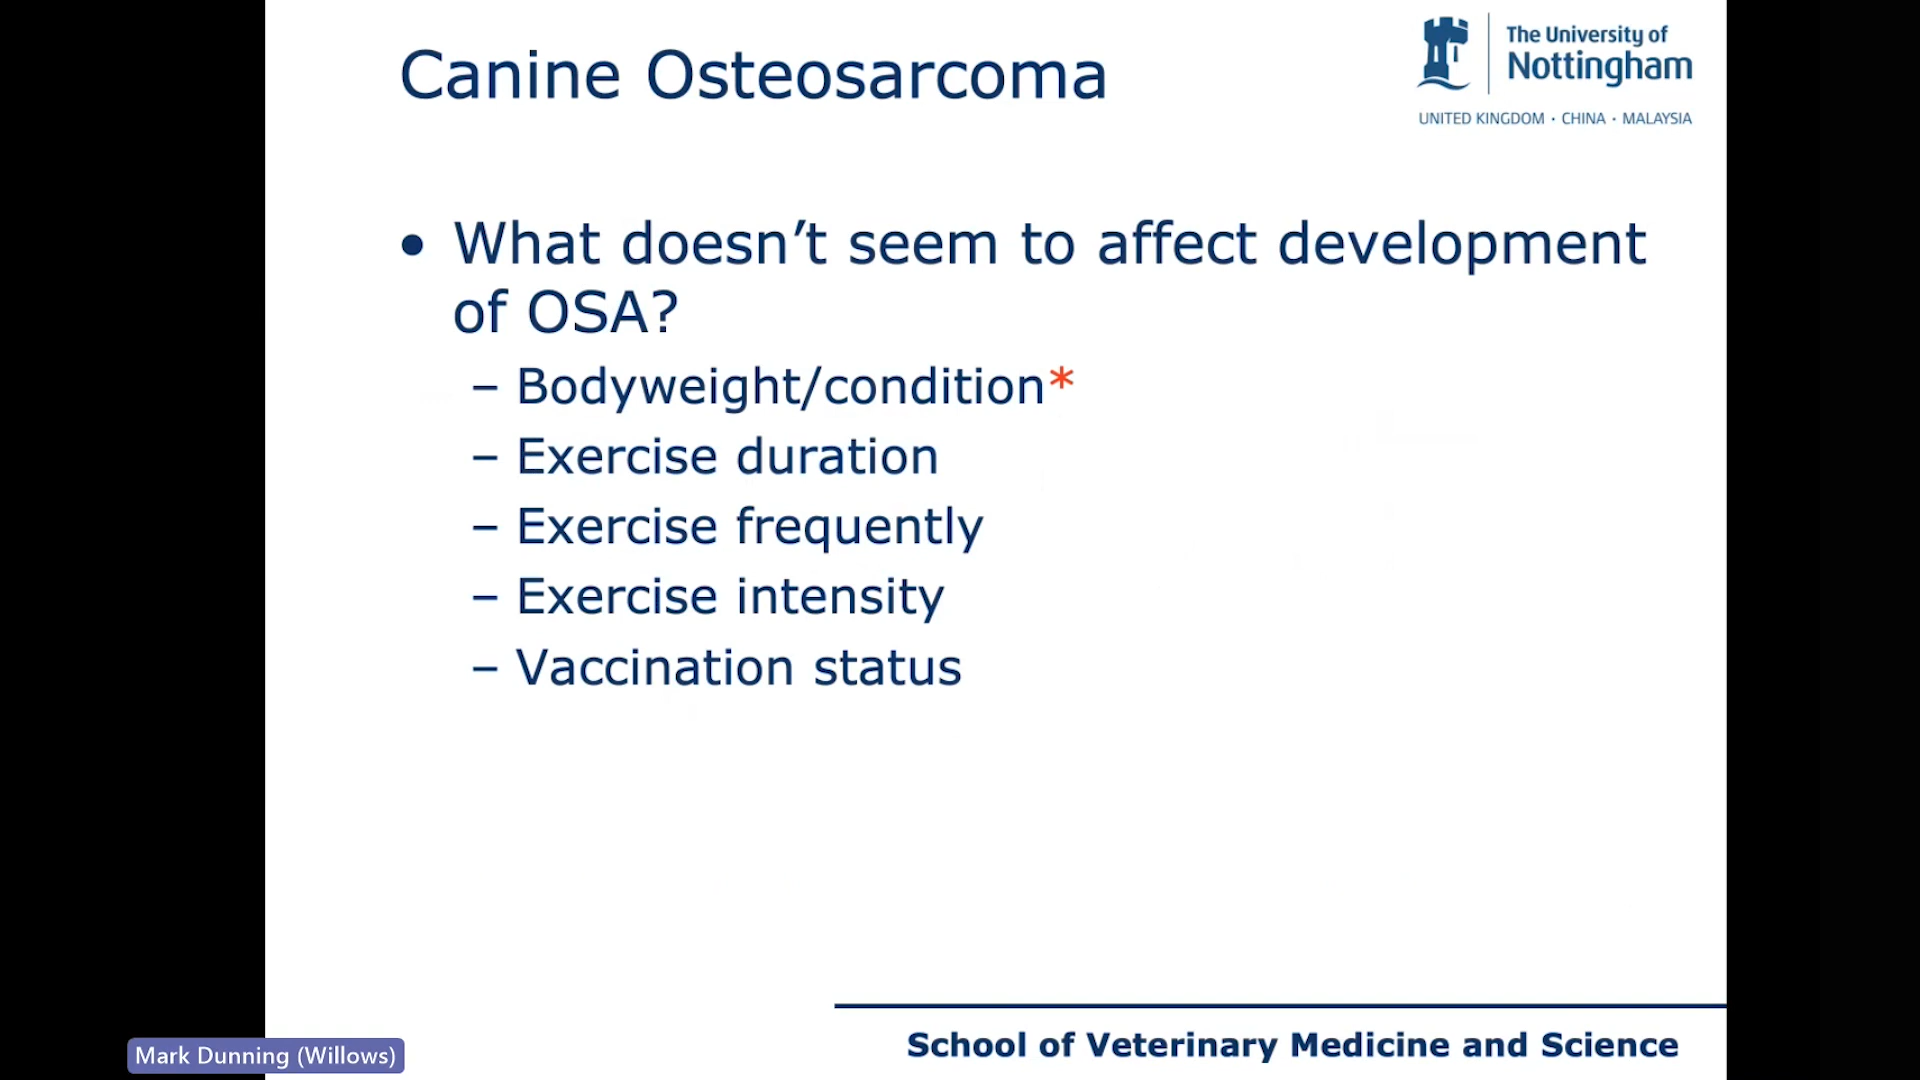 Canine Osteosarcoma
The University of
Nottingham
UNITED KINGDOM · CHINA · MALAYSIA
• What doesn’t seem to affect development
of OSA?
– Bodyweight/condition*
– Exercise duration
– Exercise frequently
– Exercise intensity
– Vaccination status
School of Veterinary Medicine and Science
Mark Dunning (Willows)